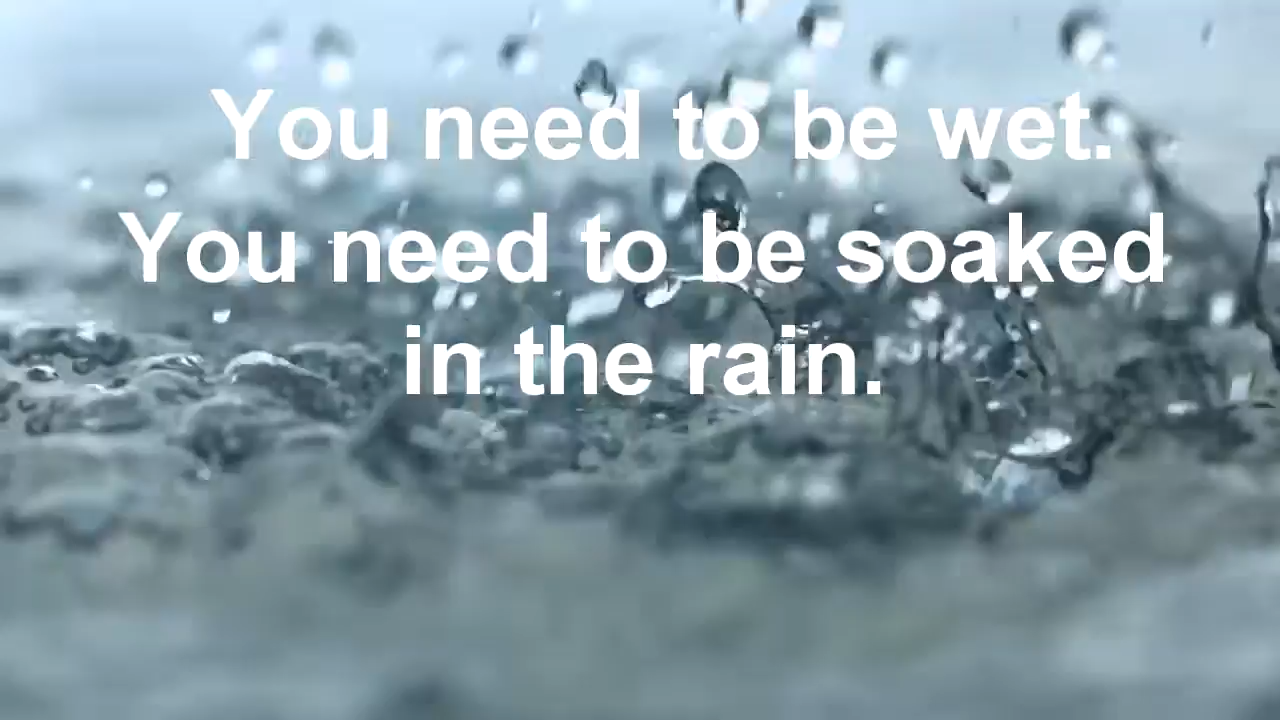 You need to be wet.
You need to be soaked
in the rain.